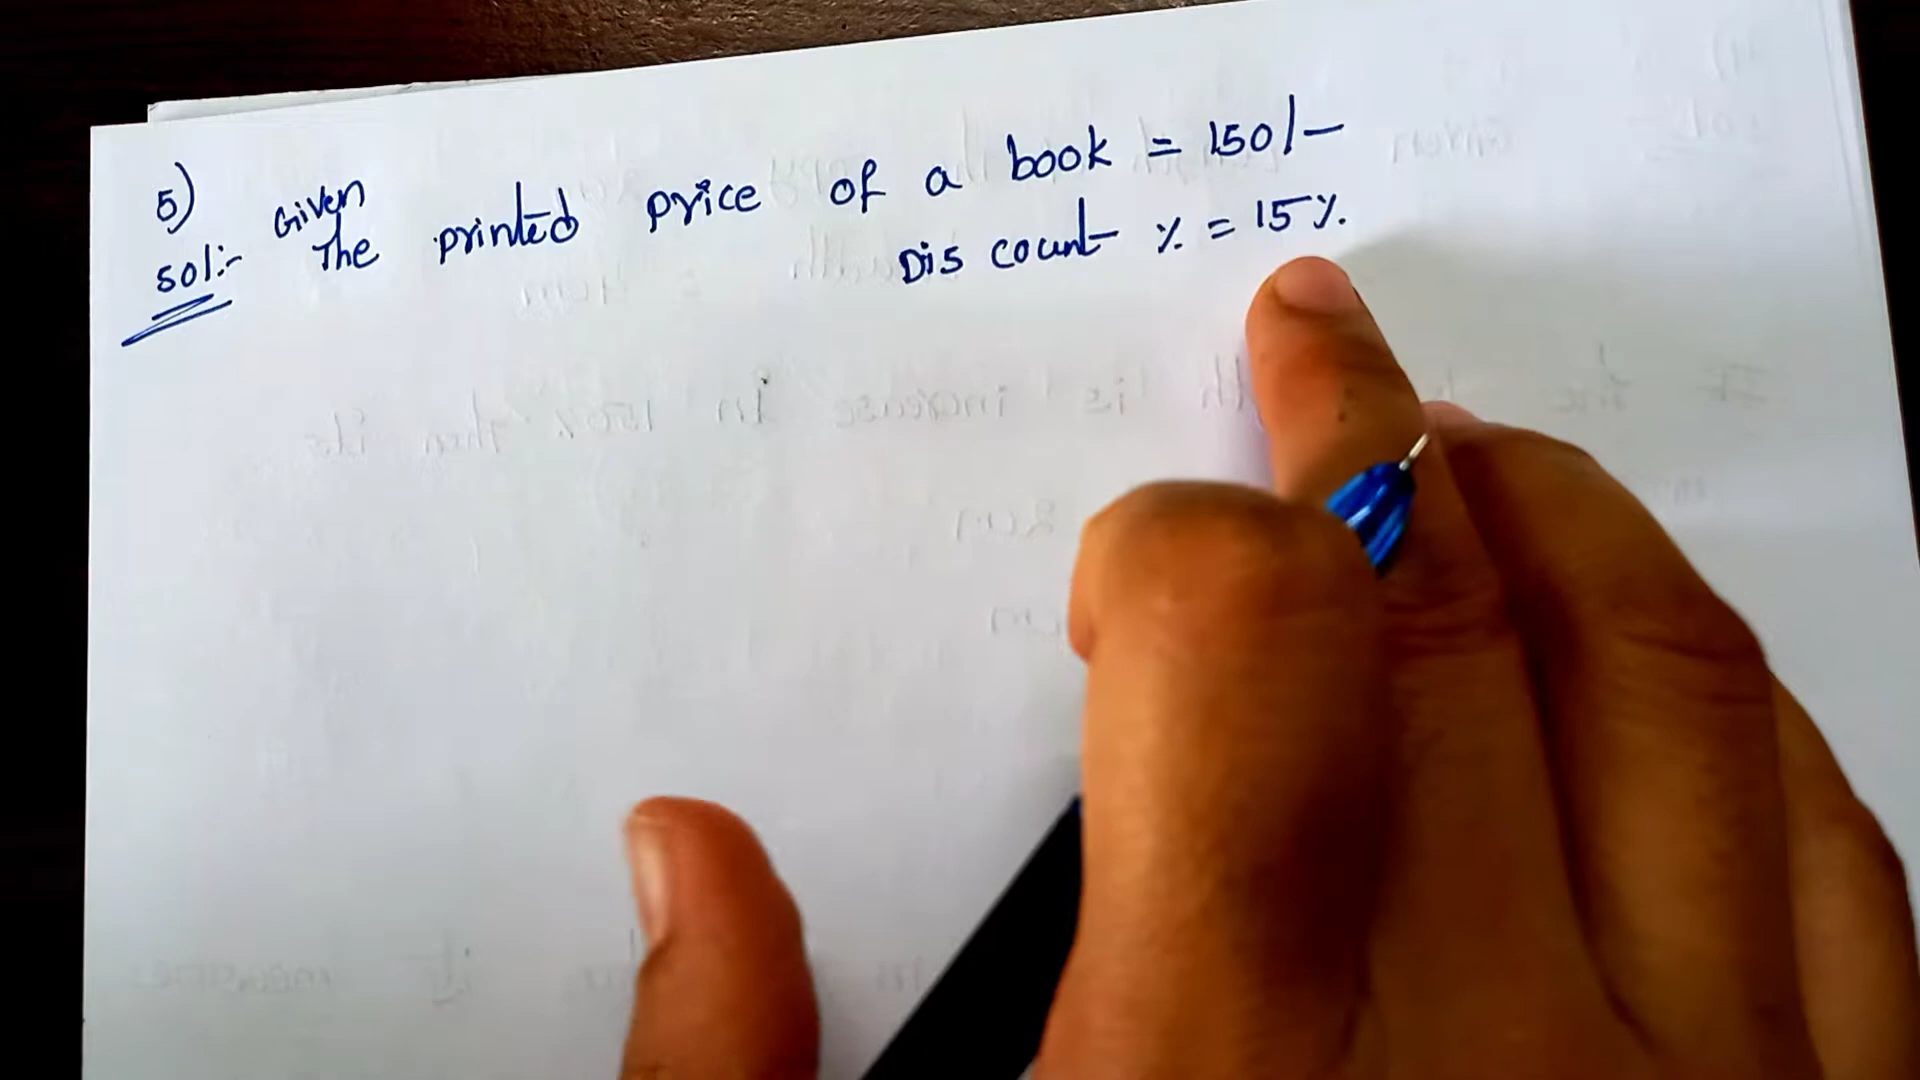 5) Given
sol:- The printed price of a book = 150/-
Dis count % = 15%.